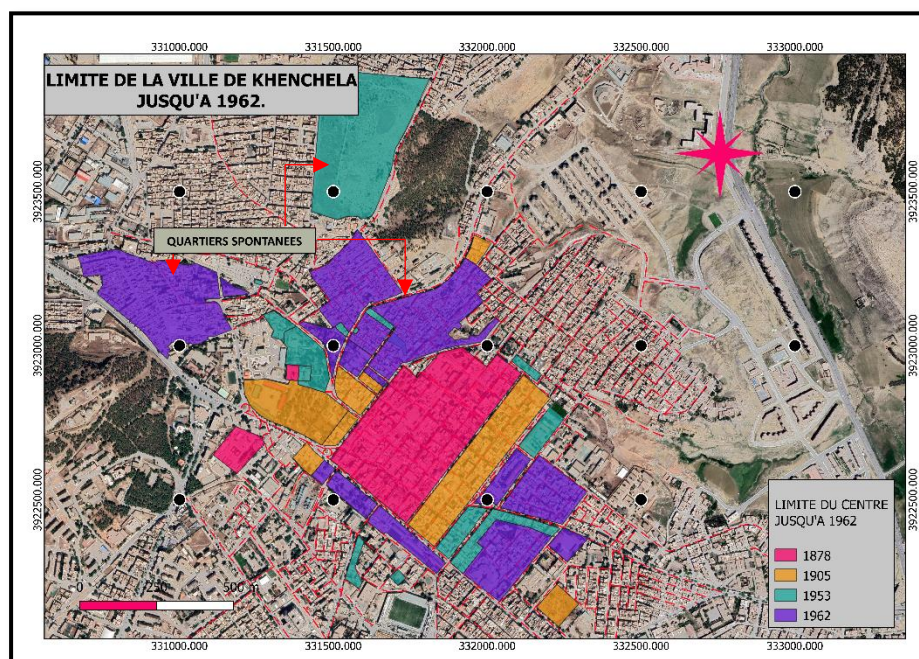 331000.000 331500.000 332000.000 332500.000 333000.000
LIMITE DE LA VILLE DE KHENCHELA
JUSQU'A 1962.
3923500.000
3923500.000
QUARTIERS SPONTANEES
3923000.000
3923000.000
3922500.000
3922500.000
LIMITE DU CENTRE
JUSQU'A 1962
1878
1905
1953
1962
0 250 500 m
331000.000 331500.000 332000.000 332500.000 333000.000